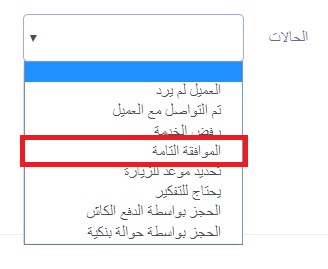 الحالات
العميل لم يرد
تم التواصل مع العميل
رفض الخدمة
الموافقة التامة
تحديد موعد للزيارة
يحتاج للتفكير
الحجز بواسطة الدفع الكاش
الحجز بواسطة حوالة بنكية